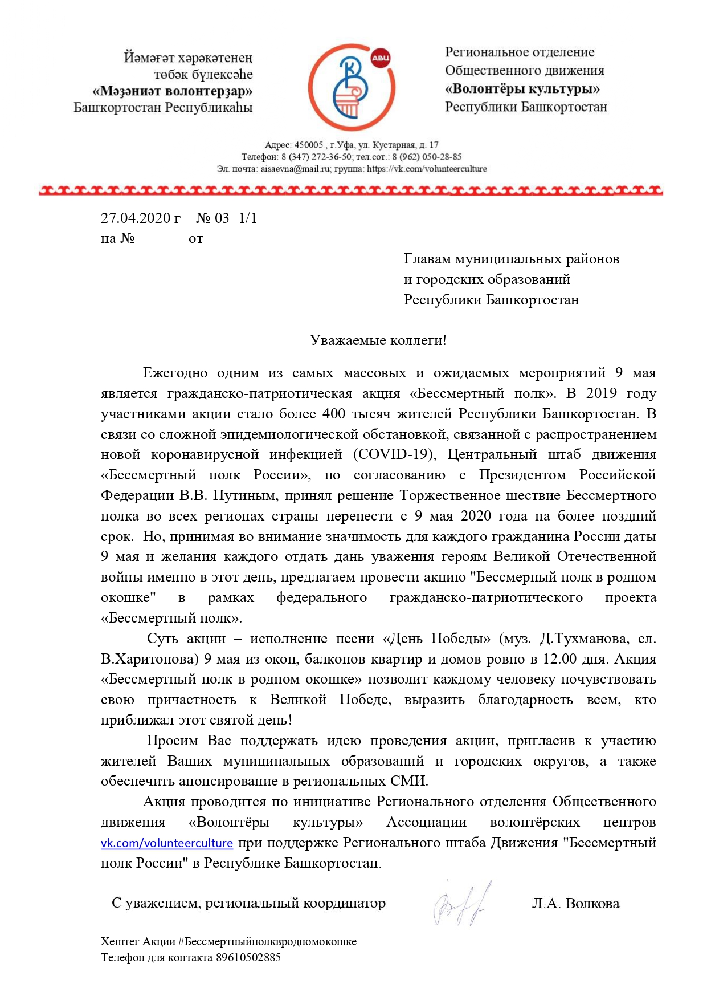 Йәмәғәт хәрәкәтенең
төбәк бүлексәһе
«Мәҙәниәт волонтерҙар»
Башҡортостан Республикаһы
АВЦ
Региональное отделение
Общественного движения
«Волонтёры культуры»
Республики Башкортостан
Адрес: 450005 , г.Уфа, ул. Кустарная, д. 17
Телефон: 8 (347) 272-36-50; тел.сот.: 8 (962) 050-28-85
Эл. почта: aisaevna@mail.ru; группа: https://vk.com/volunteerculture
27.04.2020 г № 03_1/1
на № ______ от ______
Главам муниципальных районов
и городских образований
Республики Башкортостан
Уважаемые коллеги!
Ежегодно одним из самых массовых и ожидаемых мероприятий 9 мая
является гражданско-патриотическая акция «Бессмертный полк». В 2019 году
участниками акции стало более 400 тысяч жителей Республики Башкортостан. В
связи со сложной эпидемиологической обстановкой, связанной с распространением
новой коронавирусной инфекцией (COVID-19), Центральный штаб движения
«Бессмертный полк России», по согласованию с Президентом Российской
Федерации В.В. Путиным, принял решение Торжественное шествие Бессмертного
полка во всех регионах страны перенести с 9 мая 2020 года на более поздний
срок. Но, принимая во внимание значимость для каждого гражданина России даты
9 мая и желания каждого отдать дань уважения героям Великой Отечественной
войны именно в этот день, предлагаем провести акцию "Бессмерный полк в родном
окошке" в рамках федерального гражданско-патриотического проекта
«Бессмертный полк».
Суть акции – исполнение песни «День Победы» (муз. Д.Тухманова, сл.
В.Харитонова) 9 мая из окон, балконов квартир и домов ровно в 12.00 дня. Акция
«Бессмертный полк в родном окошке» позволит каждому человеку почувствовать
свою причастность к Великой Победе, выразить благодарность всем, кто
приближал этот святой день!
Просим Вас поддержать идею проведения акции, пригласив к участию
жителей Ваших муниципальных образований и городских округов, а также
обеспечить анонсирование в региональных СМИ.
Акция проводится по инициативе Регионального отделения Общественного
движения «Волонтёры культуры» Ассоциации волонтёрских центров
vk.com/volunteerculture при поддержке Регионального штаба Движения "Бессмертный
полк России" в Республике Башкортостан.
С уважением, региональный координатор Л.А. Волкова
Хештег Акции #Бессмертныйполквродномокошке
Телефон для контакта 89610502885